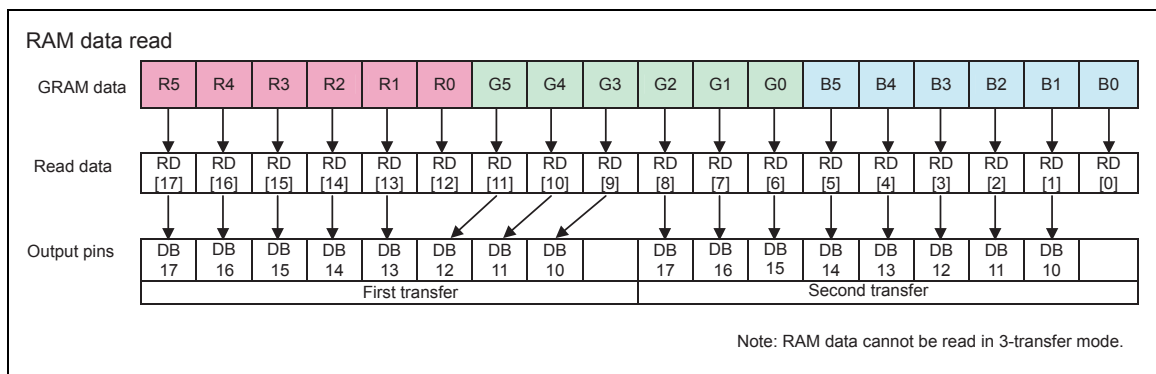 RAM data read
GRAM data R5 R4 R3 R2 R1 R0 G5 G4 G3 G2 G1 G0 B5 B4 B3 B2 B1 B0
Read data RD [17] RD [16] RD [15] RD [14] RD [13] RD [12] RD [11] RD [10] RD [9] RD [8] RD [7] RD [6] RD [5] RD [4] RD [3] RD [2] RD [1] RD [0]
Output pins DB 17 DB 16 DB 15 DB 14 DB 13 DB 12 DB 11 DB 10 DB 17 DB 16 DB 15 DB 14 DB 13 DB 12 DB 11 DB 10
First transfer Second transfer
Note: RAM data cannot be read in 3-transfer mode.